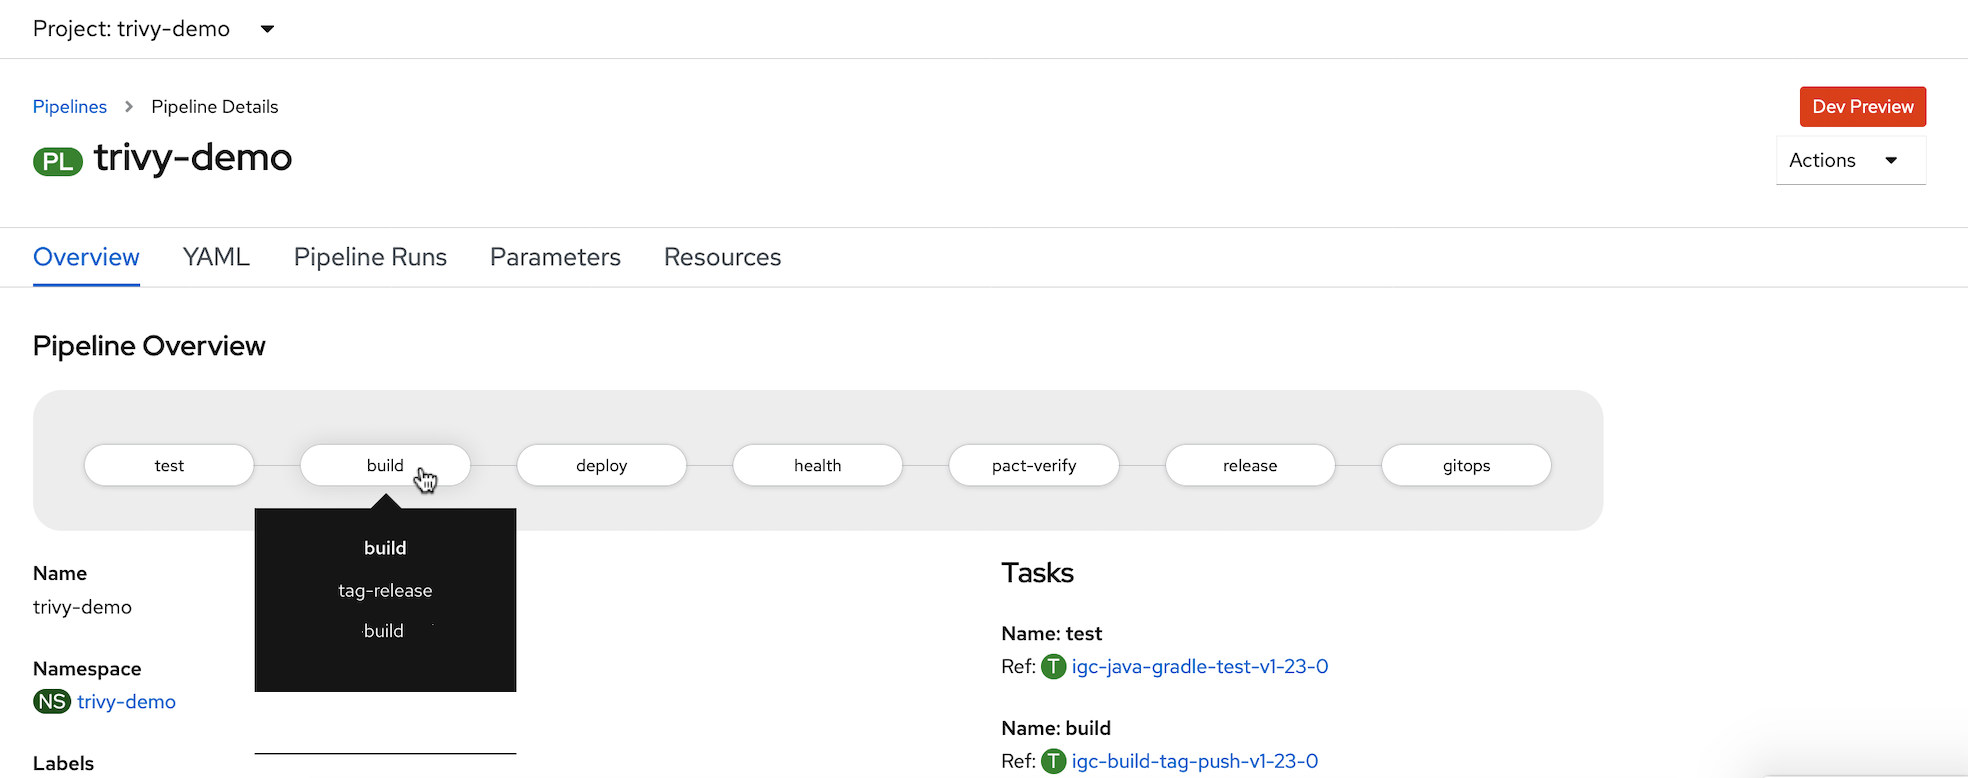 Project: trivy-demo
Pipelines > Pipeline Details
Dev Preview
PL trivy-demo
Actions
Overview YAML Pipeline Runs Parameters Resources
Pipeline Overview
test build deploy health pact-verify release gitops
build
tag-release
build
Name
trivy-demo
Namespace
NS trivy-demo
Labels
Tasks
Name: test
Ref: T igc-java-gradle-test-v1-23-0
Name: build
Ref: T igc-build-tag-push-v1-23-0